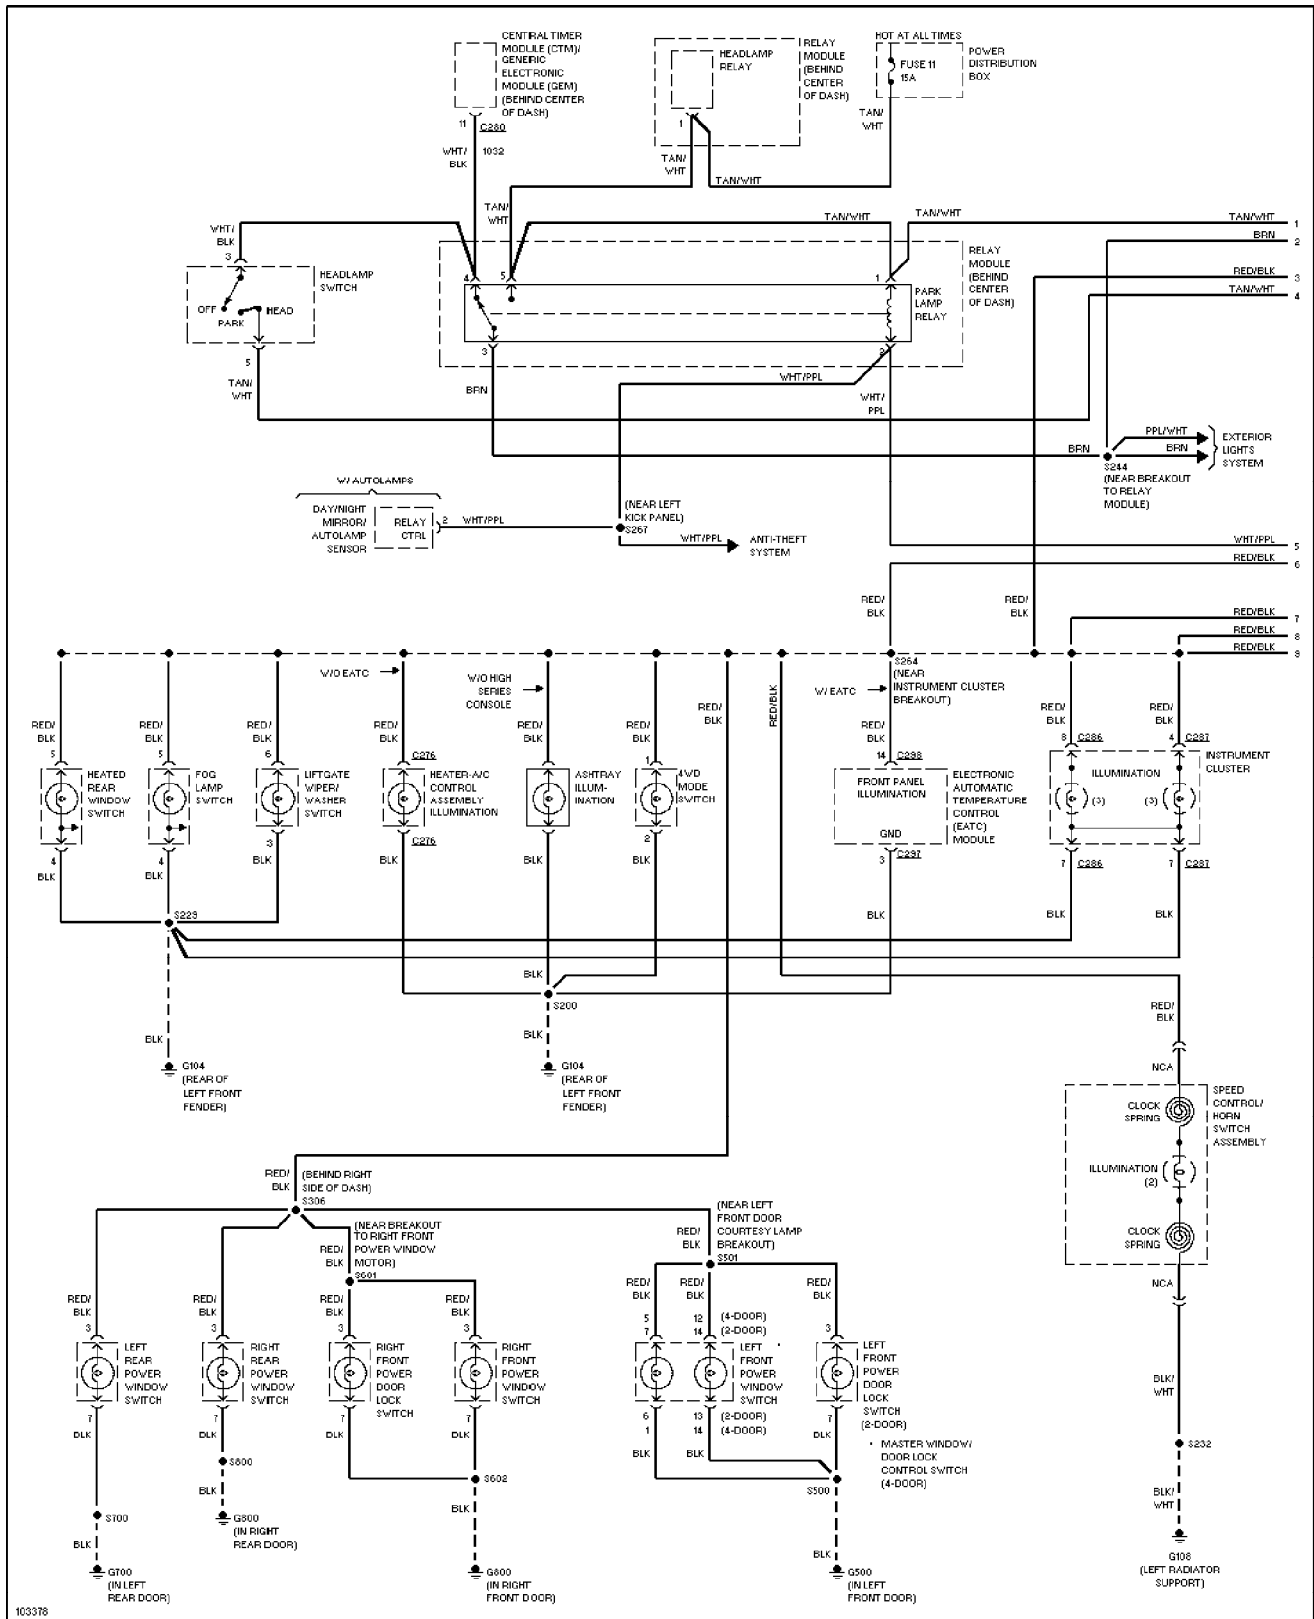 CENTRAL TIMER
MODULE (CTM)/
GENERIC
ELECTRONIC
MODULE (GEM)
(BEHIND CENTER
OF DASH)
HEADLAMP
RELAY
RELAY
MODULE
(BEHIND
CENTER
OF DASH)
HOT AT ALL TIMES
FUSE 11
15A
POWER
DISTRIBUTION
BOX
11 C280
1
TAN/
WHT
WHT/
BLK
1032
TAN/
WHT
TAN/WHT
TAN/
WHT
WHT/
BLK
3
TAN/WHT
TAN/WHT
TAN/WHT 1
BRN 2
RED/BLK 3
TAN/WHT 4
HEADLAMP
SWITCH
OFF
PARK
HEAD
5
TAN/
WHT
4
5
1
PARK
LAMP
RELAY
RELAY
MODULE
(BEHIND
CENTER
OF DASH)
3
2
BRN
WHT/PPL
WHT/
PPL
BRN
PPL/WHT
BRN
EXTERIOR
LIGHTS
SYSTEM
S244
(NEAR BREAKOUT
TO RELAY
MODULE)
W/ AUTOLAMPS
DAY/NIGHT
MIRROR/
AUTOLAMP
SENSOR
RELAY
CTRL
2 WHT/PPL
(NEAR LEFT
KICK PANEL)
S267
WHT/PPL
ANTI-THEFT
SYSTEM
WHT/PPL 5
RED/BLK 6
RED/
BLK
RED/
BLK
RED/BLK 7
RED/BLK 8
RED/BLK 9
W/O EATC
W/O HIGH
SERIES
CONSOLE
W/ EATC
S264
(NEAR
INSTRUMENT CLUSTER
BREAKOUT)
RED/
BLK
5
RED/
BLK
5
RED/
BLK
6
RED/
BLK
C276
RED/
BLK
RED/
BLK
1
RED/
BLK
RED/BLK
RED/
BLK
14 C298
RED/
BLK
8 C286
RED/
BLK
4 C287
HEATED
REAR
WINDOW
SWITCH
FOG
LAMP
SWITCH
LIFTGATE
WIPER/
WASHER
SWITCH
HEATER-A/C
CONTROL
ASSEMBLY
ILLUMINATION
ASHTRAY
ILLUM-
INATION
4WD
MODE
SWITCH
FRONT PANEL
ILLUMINATION
GND
ELECTRONIC
AUTOMATIC
TEMPERATURE
CONTROL
(EATC)
MODULE
ILLUMINATION
(3)
(3)
INSTRUMENT
CLUSTER
4
BLK
4
BLK
3
BLK
C276
BLK
BLK
2
BLK
3 C297
BLK
7 C286
BLK
7 C287
BLK
S229
BLK
S200
BLK
G104
(REAR OF
LEFT FRONT
FENDER)
BLK
G104
(REAR OF
LEFT FRONT
FENDER)
RED/
BLK
NCA
CLOCK
SPRING
ILLUMINATION
(2)
CLOCK
SPRING
SPEED
CONTROL/
HORN
SWITCH
ASSEMBLY
NCA
RED/
BLK
(BEHIND RIGHT
SIDE OF DASH)
S306
(NEAR BREAKOUT
TO RIGHT FRONT
POWER WINDOW
MOTOR)
RED/
BLK
S601
(NEAR LEFT
FRONT DOOR
COURTESY LAMP
BREAKOUT)
RED/
BLK
S501
RED/
BLK
3
RED/
BLK
3
RED/
BLK
3
RED/
BLK
3
RED/
BLK
5
7
RED/
BLK
12 (4-DOOR)
14 (2-DOOR)
RED/
BLK
3
LEFT
REAR
POWER
WINDOW
SWITCH
RIGHT
REAR
POWER
WINDOW
SWITCH
RIGHT
FRONT
POWER
DOOR
LOCK
SWITCH
RIGHT
FRONT
POWER
WINDOW
SWITCH
LEFT
FRONT
POWER
WINDOW
SWITCH
LEFT
FRONT
POWER
DOOR
LOCK
SWITCH
(2-DOOR)
7
BLK
7
BLK
7
BLK
7
BLK
6
1
BLK
13 (2-DOOR)
14 (4-DOOR)
BLK
7
BLK
• MASTER WINDOW/
DOOR LOCK
CONTROL SWITCH
(4-DOOR)
S800
S602
S500
BLK
G800
(IN RIGHT
REAR DOOR)
S700
BLK
G700
(IN LEFT
REAR DOOR)
BLK
G600
(IN RIGHT
FRONT DOOR)
BLK
G500
(IN LEFT
FRONT DOOR)
BLK/
WHT
S232
BLK/
WHT
G108
(LEFT RADIATOR
SUPPORT)
103378